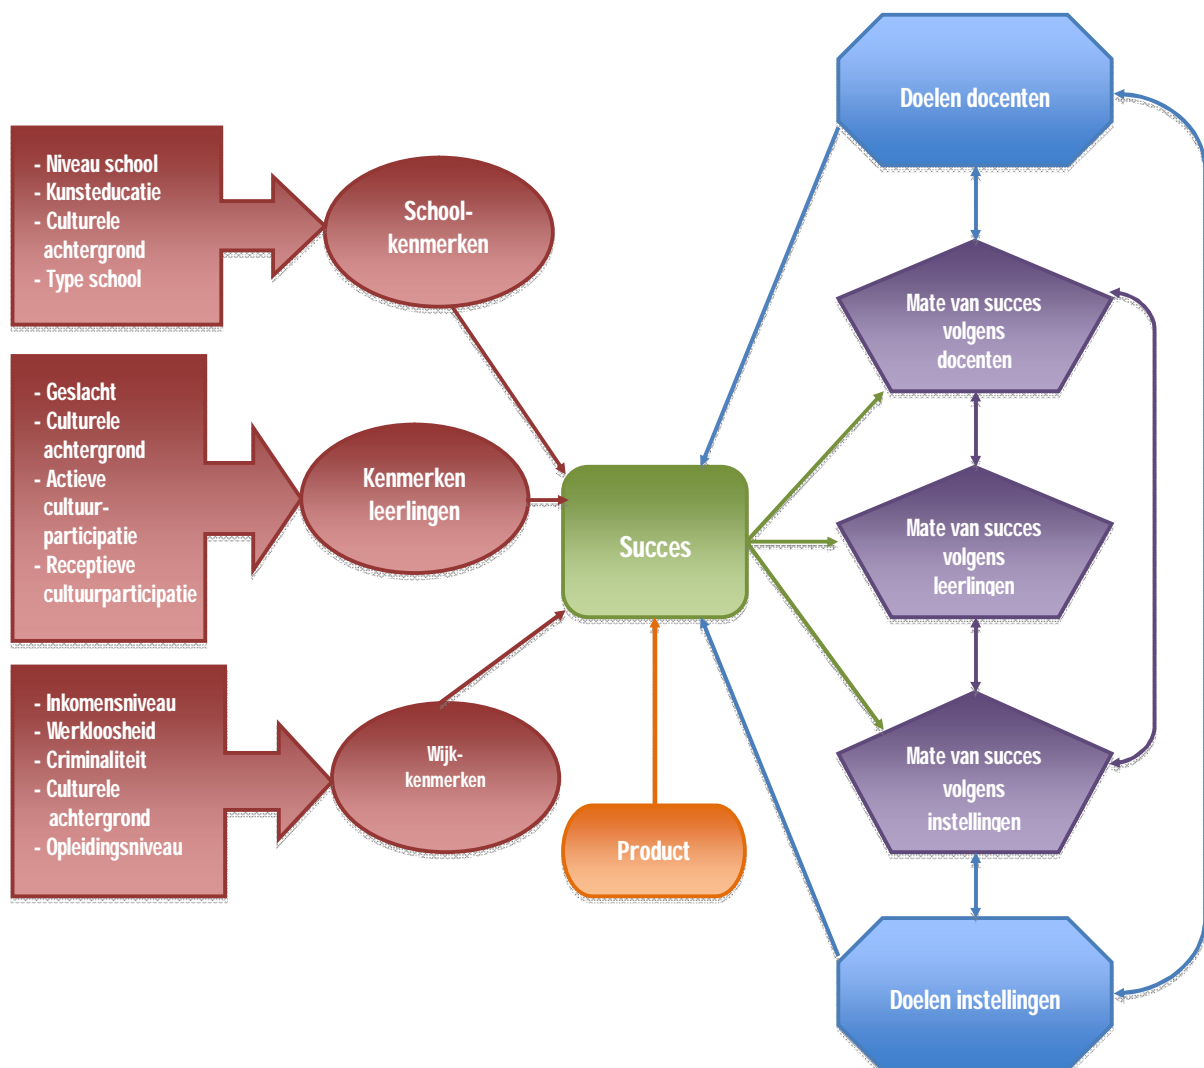 Doelen docenten
- Niveau school
- Kunsteducatie
- Culturele
achtergrond
- Type school
School-
kenmerken
Mate van succes
volgens
docenten
- Geslacht
- Culturele
achtergrond
- Actieve
cultuur-
participatie
- Receptieve
cultuurparticipatie
Kenmerken
leerlingen
Succes
Mate van succes
volgens
leerlingen
- Inkomensniveau
- Werkloosheid
- Criminaliteit
- Culturele
achtergrond
- Opleidingsniveau
Wijk-
kenmerken
Product
Mate van succes
volgens
instellingen
Doelen instellingen